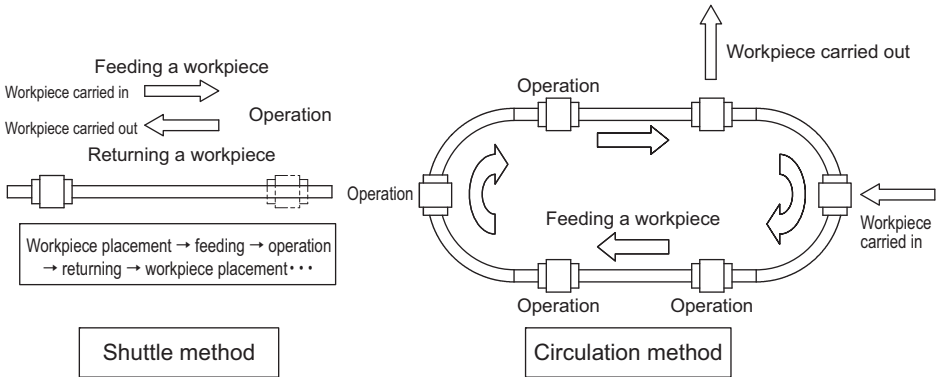 Feeding a workpiece
Workpiece carried in
Workpiece carried out
Operation
Returning a workpiece
Workpiece placement → feeding → operation
→ returning → workpiece placement・・・
Shuttle method
Workpiece carried out
Operation
Operation
Feeding a workpiece
Workpiece
carried in
Operation
Operation
Circulation method